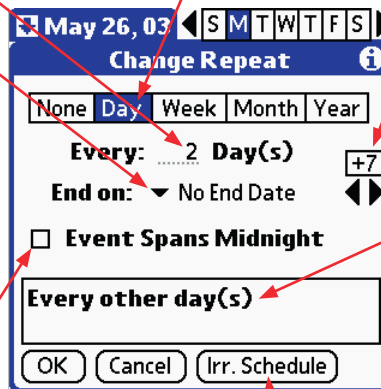 May 26, 03 S M T W T F S
Change Repeat i
None Day Week Month Year
Every: 2 Day(s)
+7
End on: No End Date
Event Spans Midnight
Every other day(s)
OK Cancel Irr. Schedule